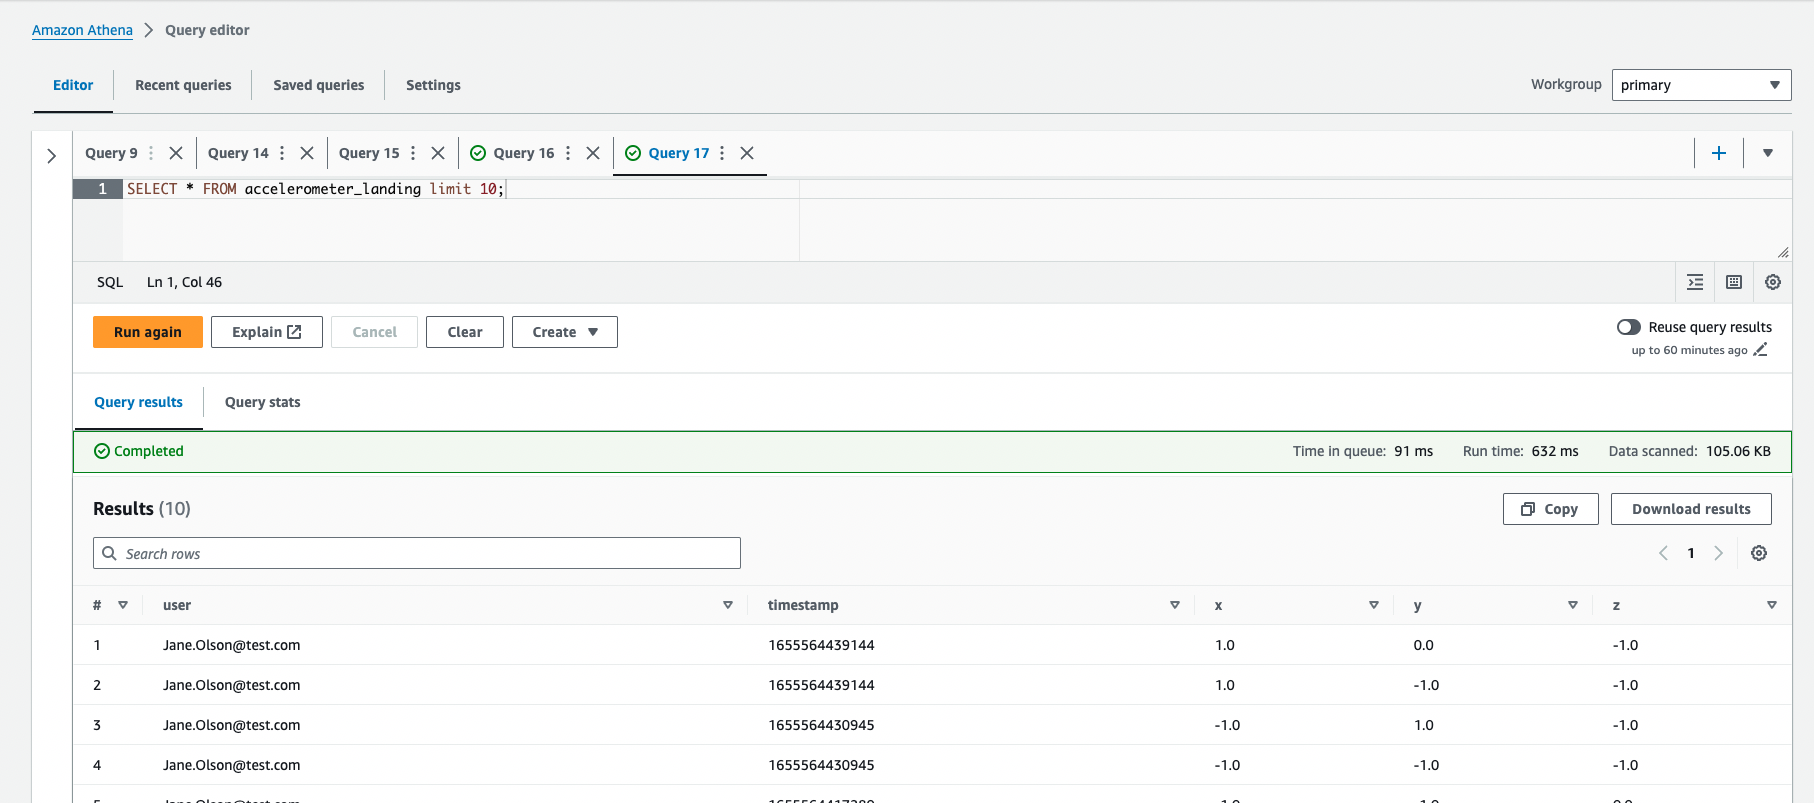 Amazon Athena > Query editor
Editor Recent queries Saved queries Settings Workgroup primary
Query 9 Query 14 Query 15 Query 16 Query 17
1 SELECT * FROM accelerometer_landing limit 10;
SQL Ln 1, Col 46
Run again Explain Cancel Clear Create Reuse query results
up to 60 minutes ago
Query results Query stats
Completed Time in queue: 91 ms Run time: 632 ms Data scanned: 105.06 KB
Results (10) Copy Download results
Search rows 1
# user timestamp x y z
1 Jane.Olson@test.com 1655564439144 1.0 0.0 -1.0
2 Jane.Olson@test.com 1655564439144 1.0 -1.0 -1.0
3 Jane.Olson@test.com 1655564430945 -1.0 1.0 -1.0
4 Jane.Olson@test.com 1655564430945 -1.0 -1.0 -1.0